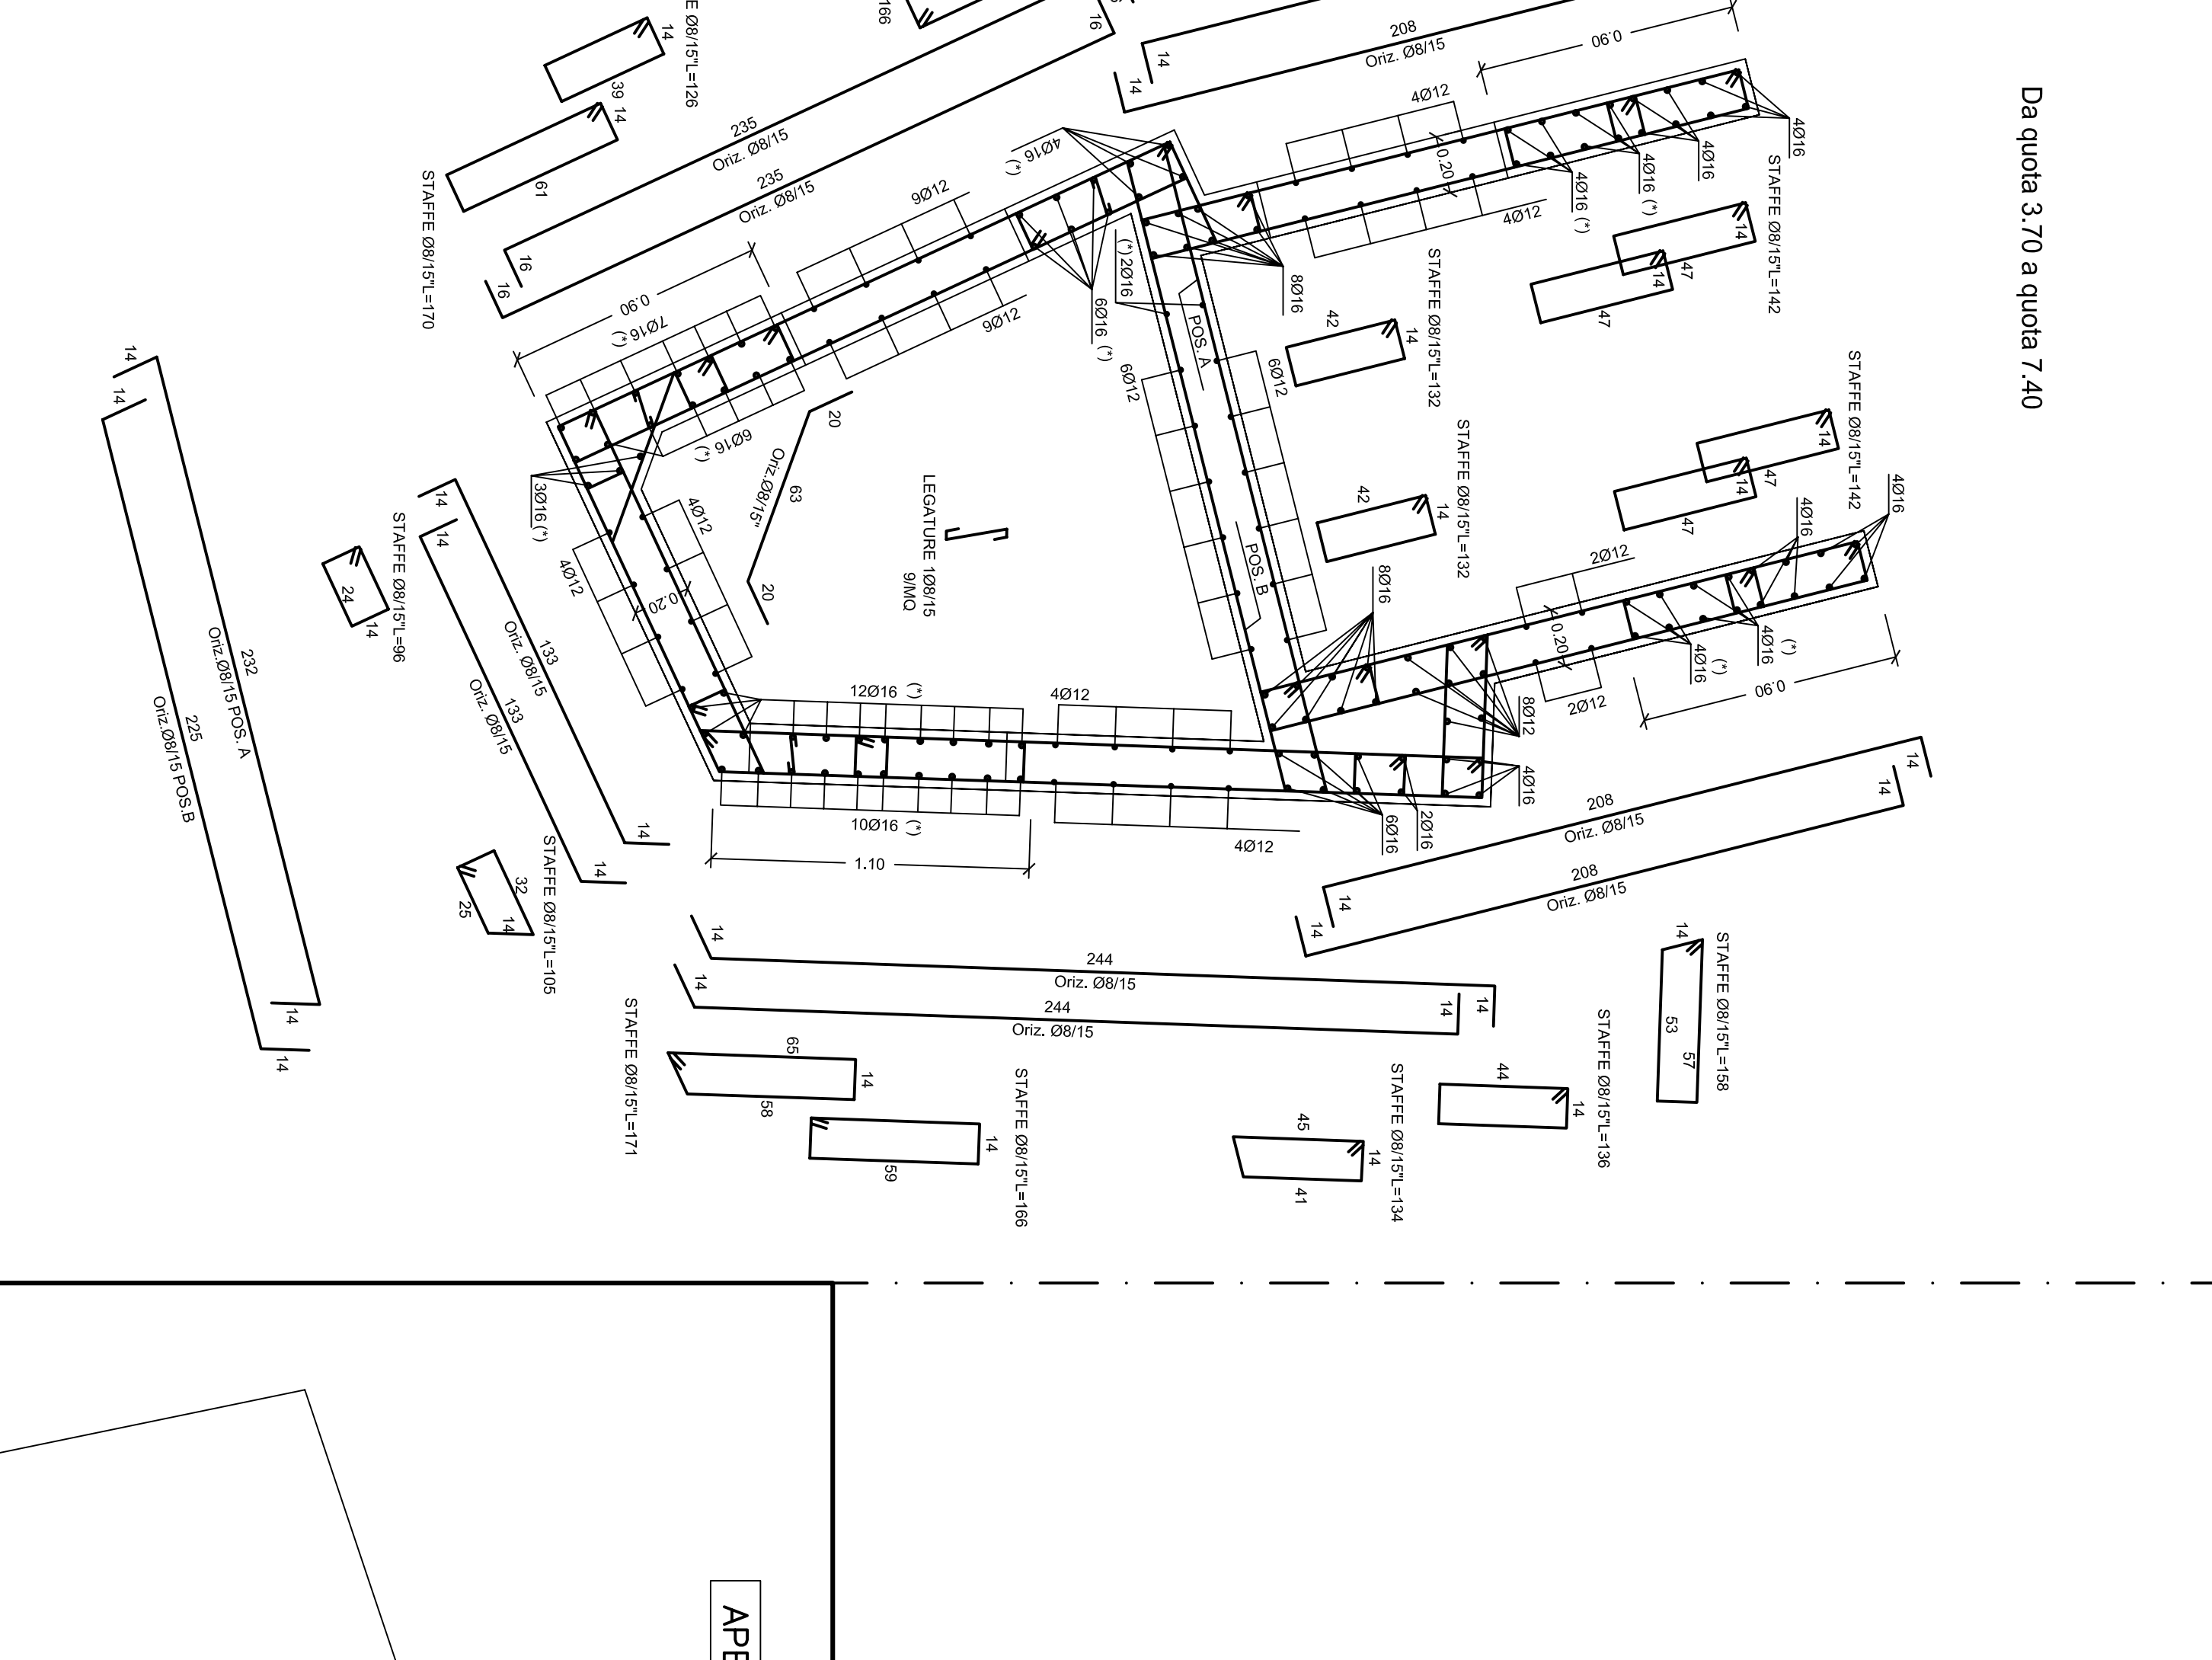 Da quota 3.70 a quota 7.40
166
16
14
STAFFE Ø8/15"L=126
39
14
61
STAFFE Ø8/15"L=170
235
Oriz. Ø8/15
235
Oriz. Ø8/15
16
16
14
14
208
Oriz. Ø8/15
0.90
4Ø12
4Ø12
0.20
4Ø16
4Ø16
4Ø16 (*)
4Ø16 (*)
STAFFE Ø8/15"L=142
14
47
14
47
4Ø16
(*)
9Ø12
9Ø12
6Ø16 (*)
(*) 2Ø16
8Ø16
POS. A
6Ø12
6Ø12
POS. B
STAFFE Ø8/15"L=132
42
14
STAFFE Ø8/15"L=132
42
14
STAFFE Ø8/15"L=142
14
47
14
47
0.90
7Ø16
(*)
6Ø16
(*)
3Ø16 (*)
20
Oriz.Ø8/15"
63
20
LEGATURE 1Ø8/15
9/MQ
4Ø12
4Ø12
0.20
14
14
232
Oriz.Ø8/15 POS. A
225
Oriz.Ø8/15 POS.B
14
14
14
14
133
Oriz. Ø8/15
133
Oriz. Ø8/15
14
14
STAFFE Ø8/15"L=96
24
14
STAFFE Ø8/15"L=105
32
25
14
12Ø16 (*)
4Ø12
10Ø16 (*)
4Ø12
1.10
8Ø16
2Ø12
2Ø12
0.20
4Ø16
4Ø16
4Ø16
(*)
4Ø16
(*)
0.90
8Ø12
4Ø16
6Ø16
2Ø16
14
14
208
Oriz. Ø8/15
208
Oriz. Ø8/15
14
14
14
14
244
Oriz. Ø8/15
244
Oriz. Ø8/15
14
14
STAFFE Ø8/15"L=171
65
14
58
STAFFE Ø8/15"L=166
14
59
STAFFE Ø8/15"L=134
45
14
41
STAFFE Ø8/15"L=136
44
14
STAFFE Ø8/15"L=158
14
53
57